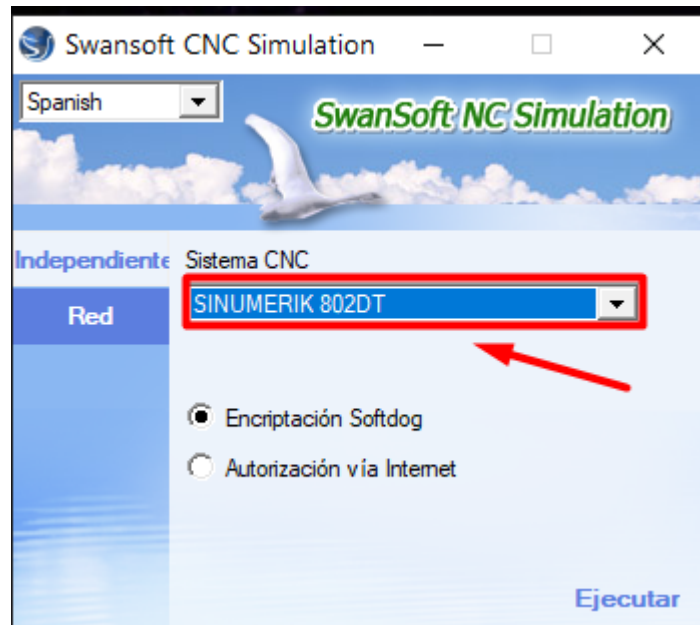 Swansoft CNC Simulation
Spanish
SwanSoft NC Simulation
Independiente
Sistema CNC
SINUMERIK 802DT
Red
Encriptación Softdog
Autorización vía Internet
Ejecutar